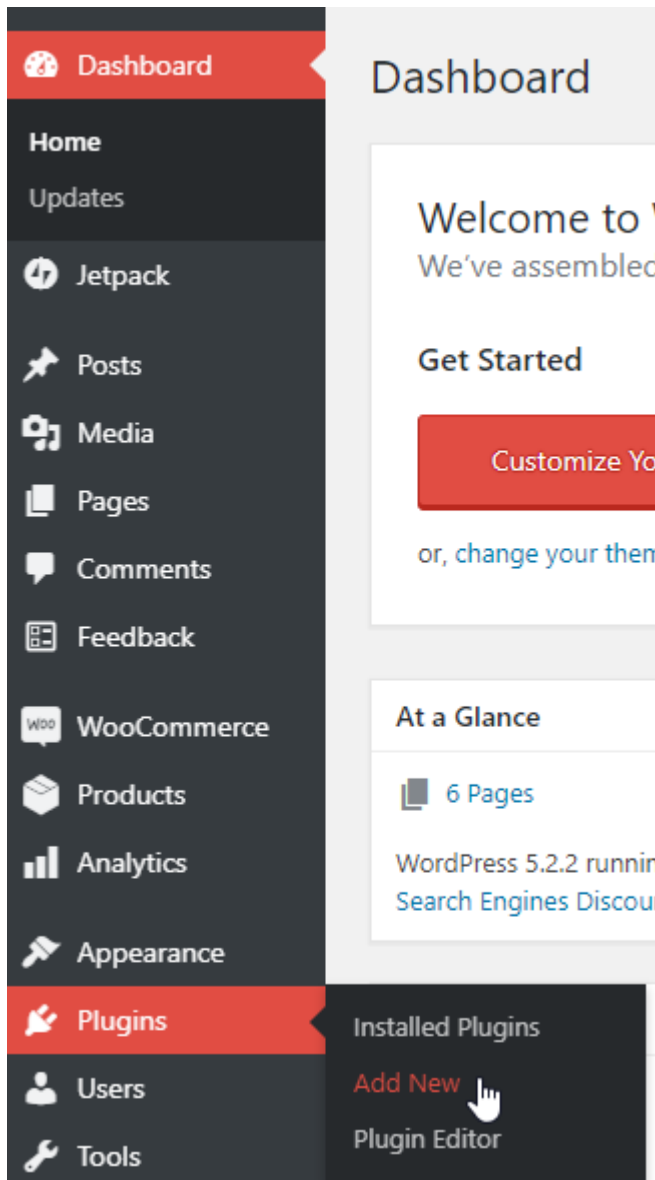 Dashboard
Home
Updates
Jetpack
Posts
Media
Pages
Comments
Feedback
Woo
WooCommerce
Products
Analytics
Appearance
Plugins
Users
Tools
Installed Plugins
Add New
Plugin Editor
Dashboard
Welcome to
We've assembled
Get Started
Customize Yo
or, change your them
At a Glance
6 Pages
WordPress 5.2.2 runnin
Search Engines Discou